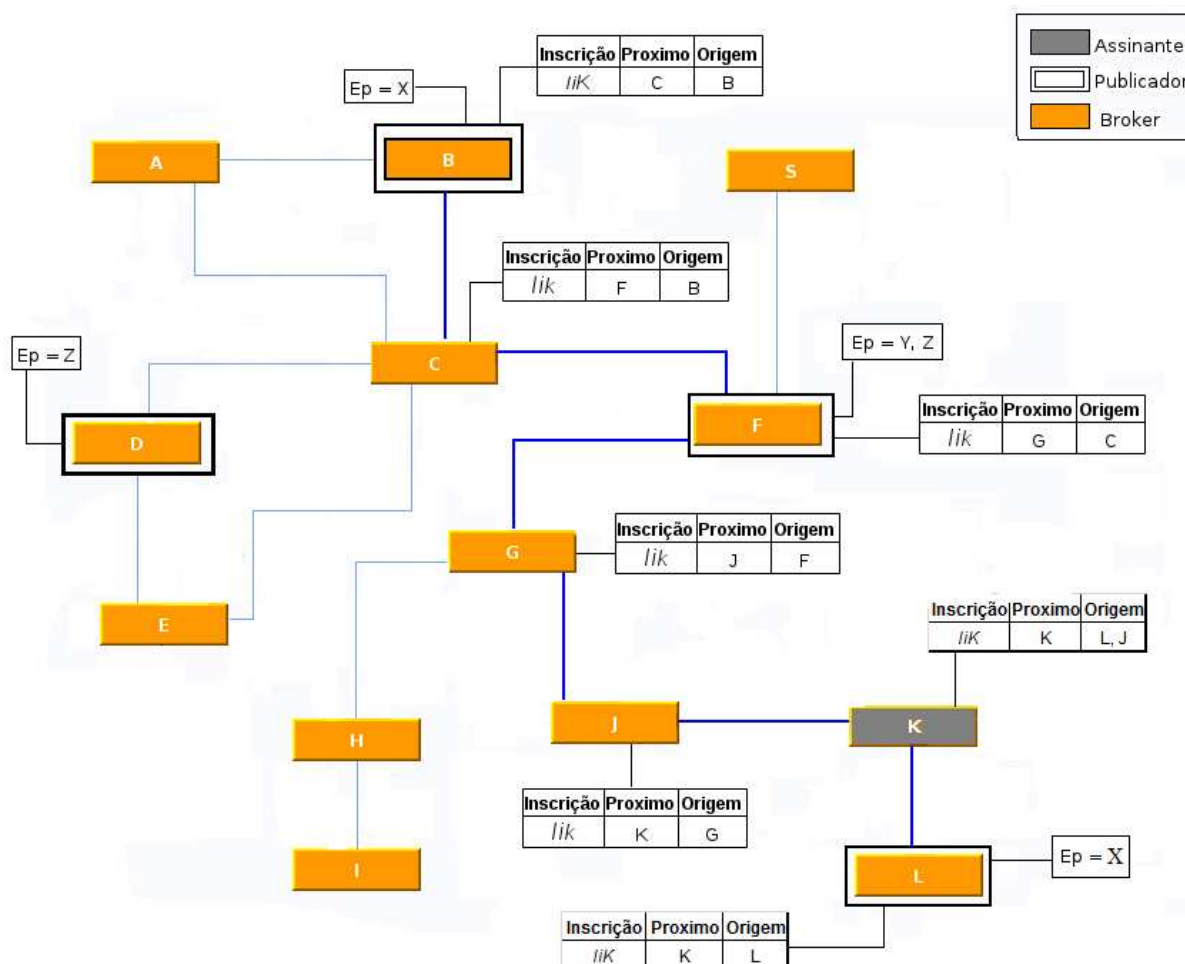 Assinante
Publicador
Broker
Inscrição Proximo Origem
IiK C B
Ep = X
A
B
S
Inscrição Proximo Origem
Iik F B
Ep = Z
C
Ep = Y, Z
D
F
Inscrição Proximo Origem
Iik G C
G
Inscrição Proximo Origem
Iik J F
E
Inscrição Proximo Origem
IiK K L, J
H
J
K
Inscrição Proximo Origem
Iik K G
I
L
Ep = X
Inscrição Proximo Origem
IiK K L